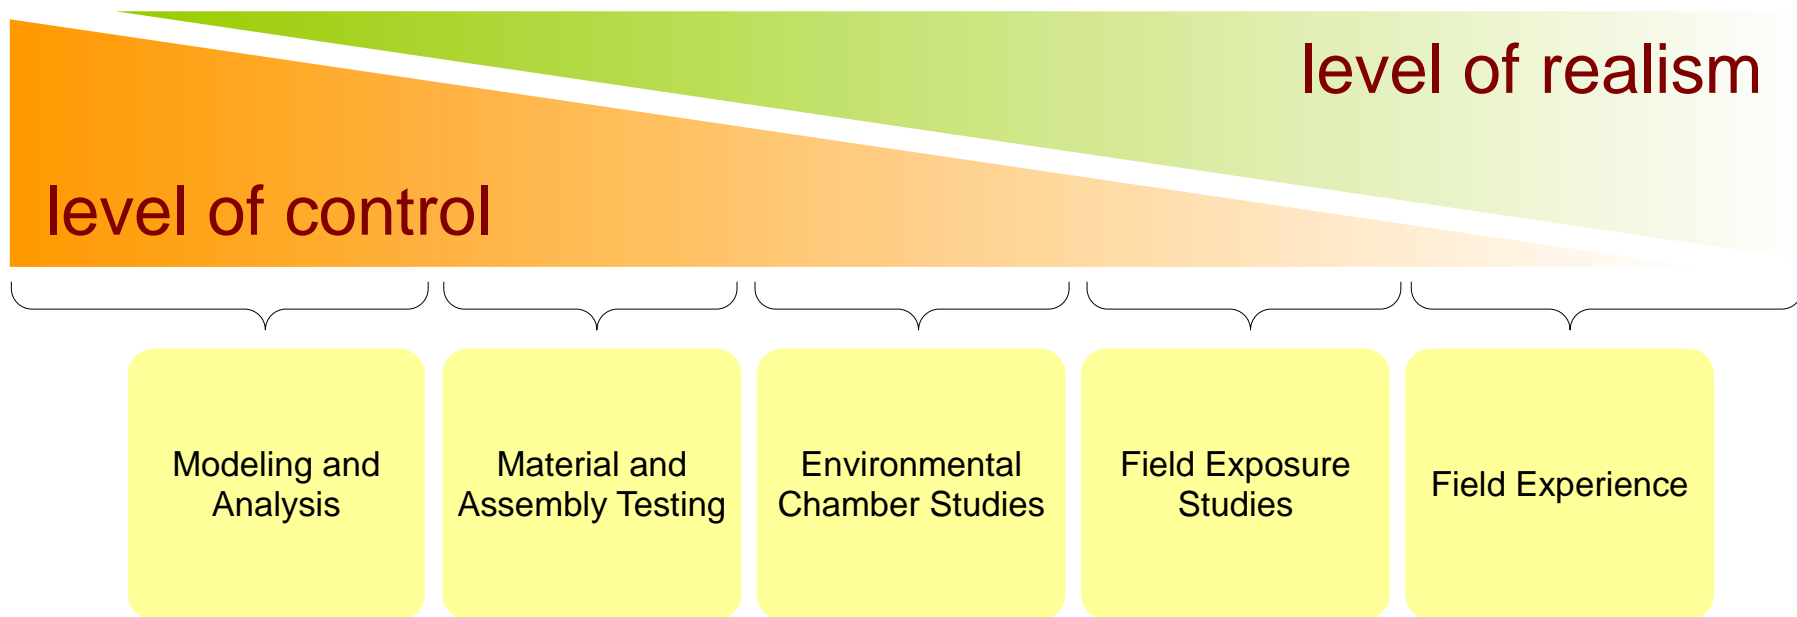 level of realism
level of control
Modeling and
Analysis
Material and
Assembly Testing
Environmental
Chamber Studies
Field Exposure
Studies
Field Experience